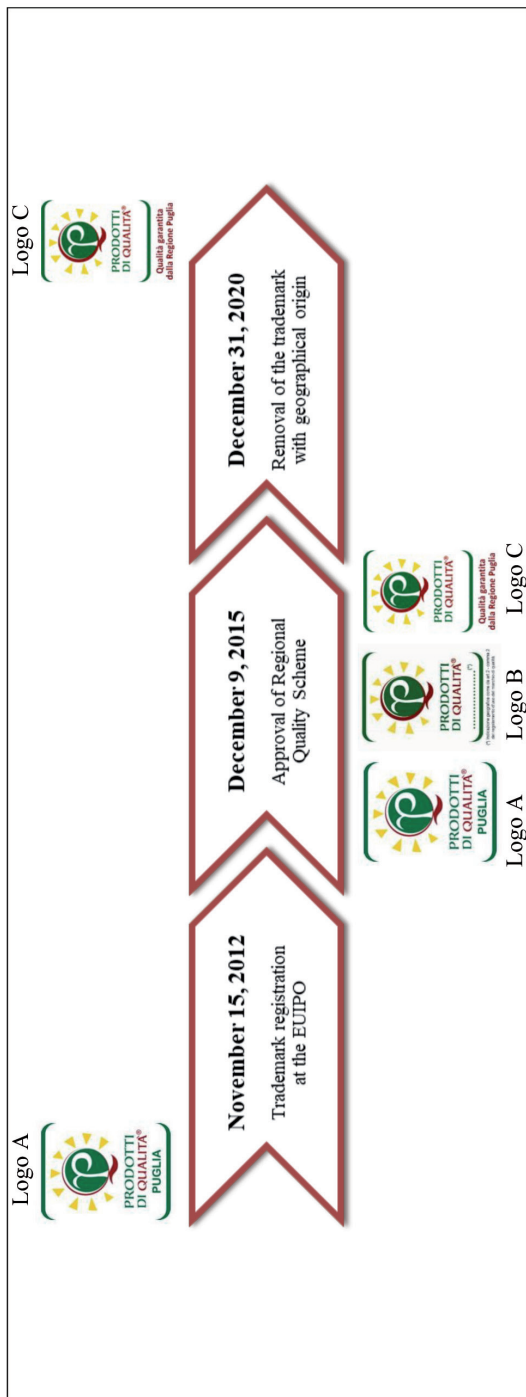 Logo A
PRODOTTI
DI QUALITÀ®
PUGLIA
November 15, 2012
Trademark registration
at the EUIPO
December 9, 2015
Approval of Regional
Quality Scheme
Logo A
PRODOTTI
DI QUALITÀ®
PUGLIA
Logo B
PRODOTTI
DI QUALITÀ®
.................... (*)
Logo C
PRODOTTI
DI QUALITÀ®
Qualità garantita
dalla Regione Puglia
December 31, 2020
Removal of the trademark
with geographical origin
Logo C
PRODOTTI
DI QUALITÀ®
Qualità garantita
dalla Regione Puglia